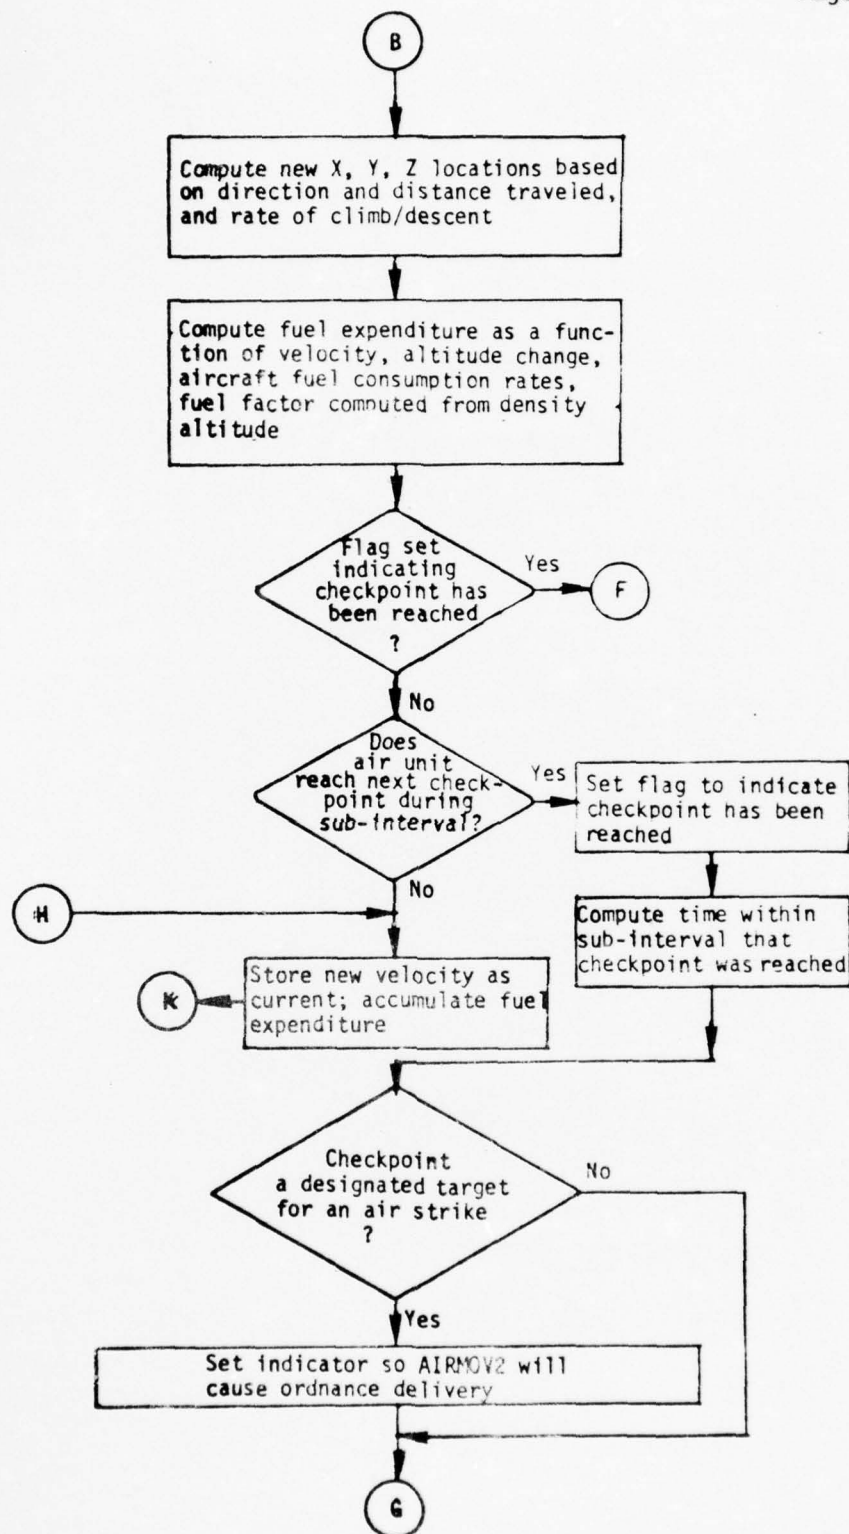 B
Compute new X, Y, Z locations based
on direction and distance traveled,
and rate of climb/descent
Compute fuel expenditure as a func-
tion of velocity, altitude change,
aircraft fuel consumption rates,
fuel factor comnuted from density
altitude
Flag set
indicating
checkpoint has
been reached
?
Yes
F
No
Does
air unit
reach next check-
point during
sub-interval?
Yes
Set flag to indicate
checkpoint has been
reached
No
H
Compute time within
sub-interval that
checkpoint was reached
Store new velocity as
current; accumulate fuel
expenditure
K
Checkpoint
a designated target
for an air strike
?
No
Yes
Set indicator so AIRMOV2 will
cause ordnance delivery
G